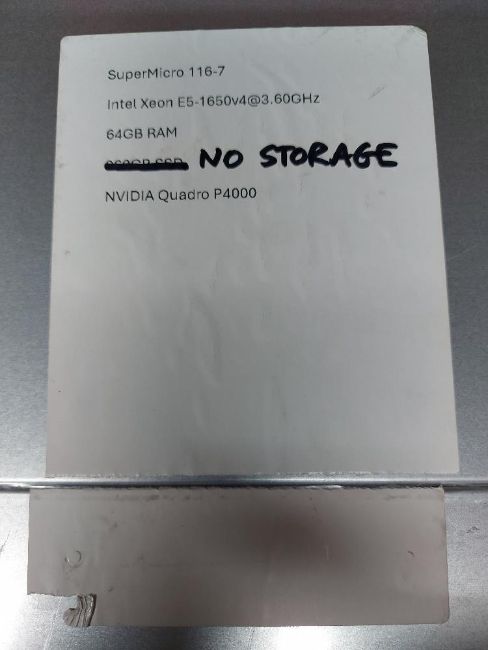 SuperMicro 116-7
Intel Xeon E5-1650v4@3.60GHz
64GB RAM
NO STORAGE
NVIDIA Quadro P4000